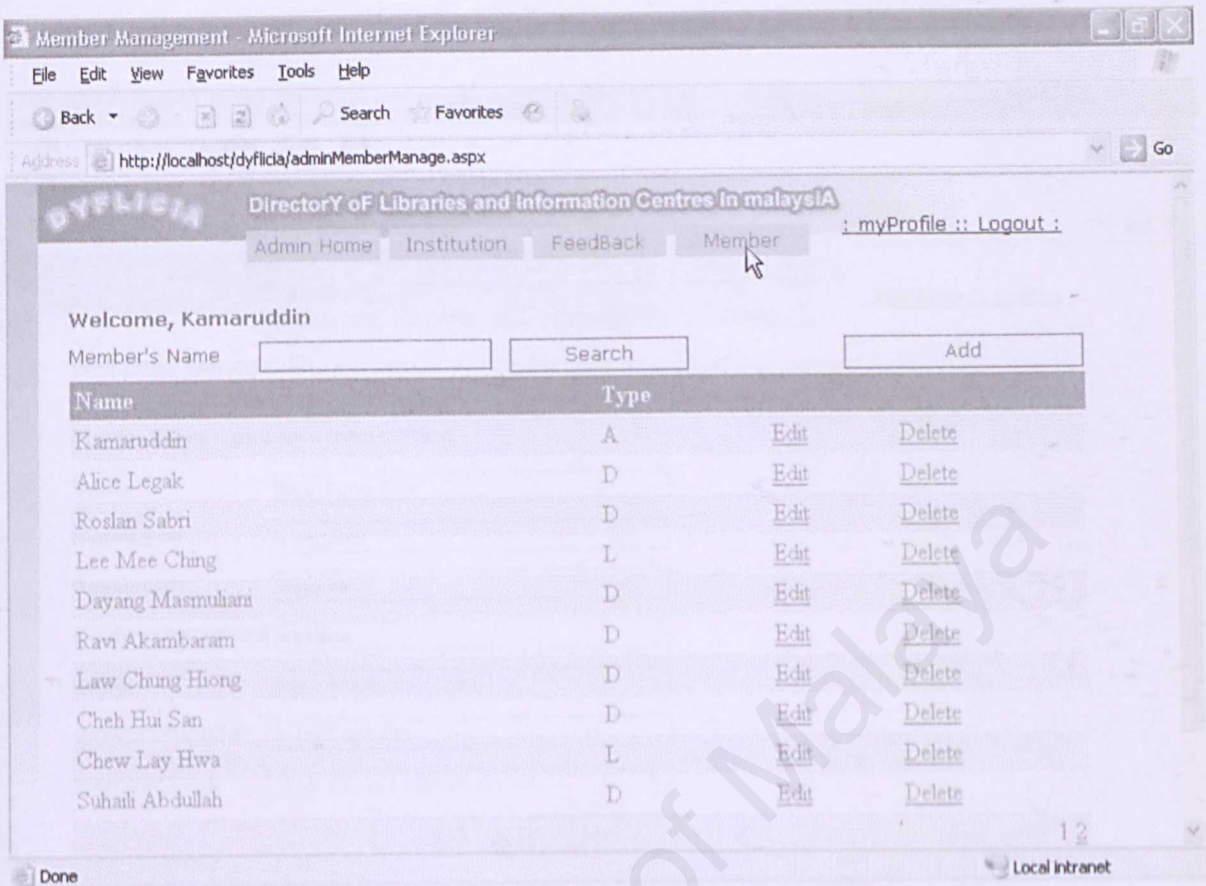 Member Management - Microsoft Internet Explorer
File Edit View Favorites Tools Help
Back Search Favorites
Address http://localhost/dyflicia/adminMemberManage.aspx Go
DYFLICIA DirectorY oF Libraries and Information Centres In malaysIA
: myProfile :: Logout :
Admin Home Institution FeedBack Member
Welcome, Kamaruddin
Member's Name Search Add
Name Type
Kamaruddin A Edit Delete
Alice Legak D Edit Delete
Roslan Sabri D Edit Delete
Lee Mee Ching L Edit Delete
Dayang Masmuliani D Edit Delete
Ravi Akambaram D Edit Delete
Law Chung Hiong D Edit Delete
Cheh Hui San D Edit Delete
Chew Lay Hwa L Edit Delete
Suhaili Abdullah D Edit Delete
1 2
Done Local intranet
of Malaya